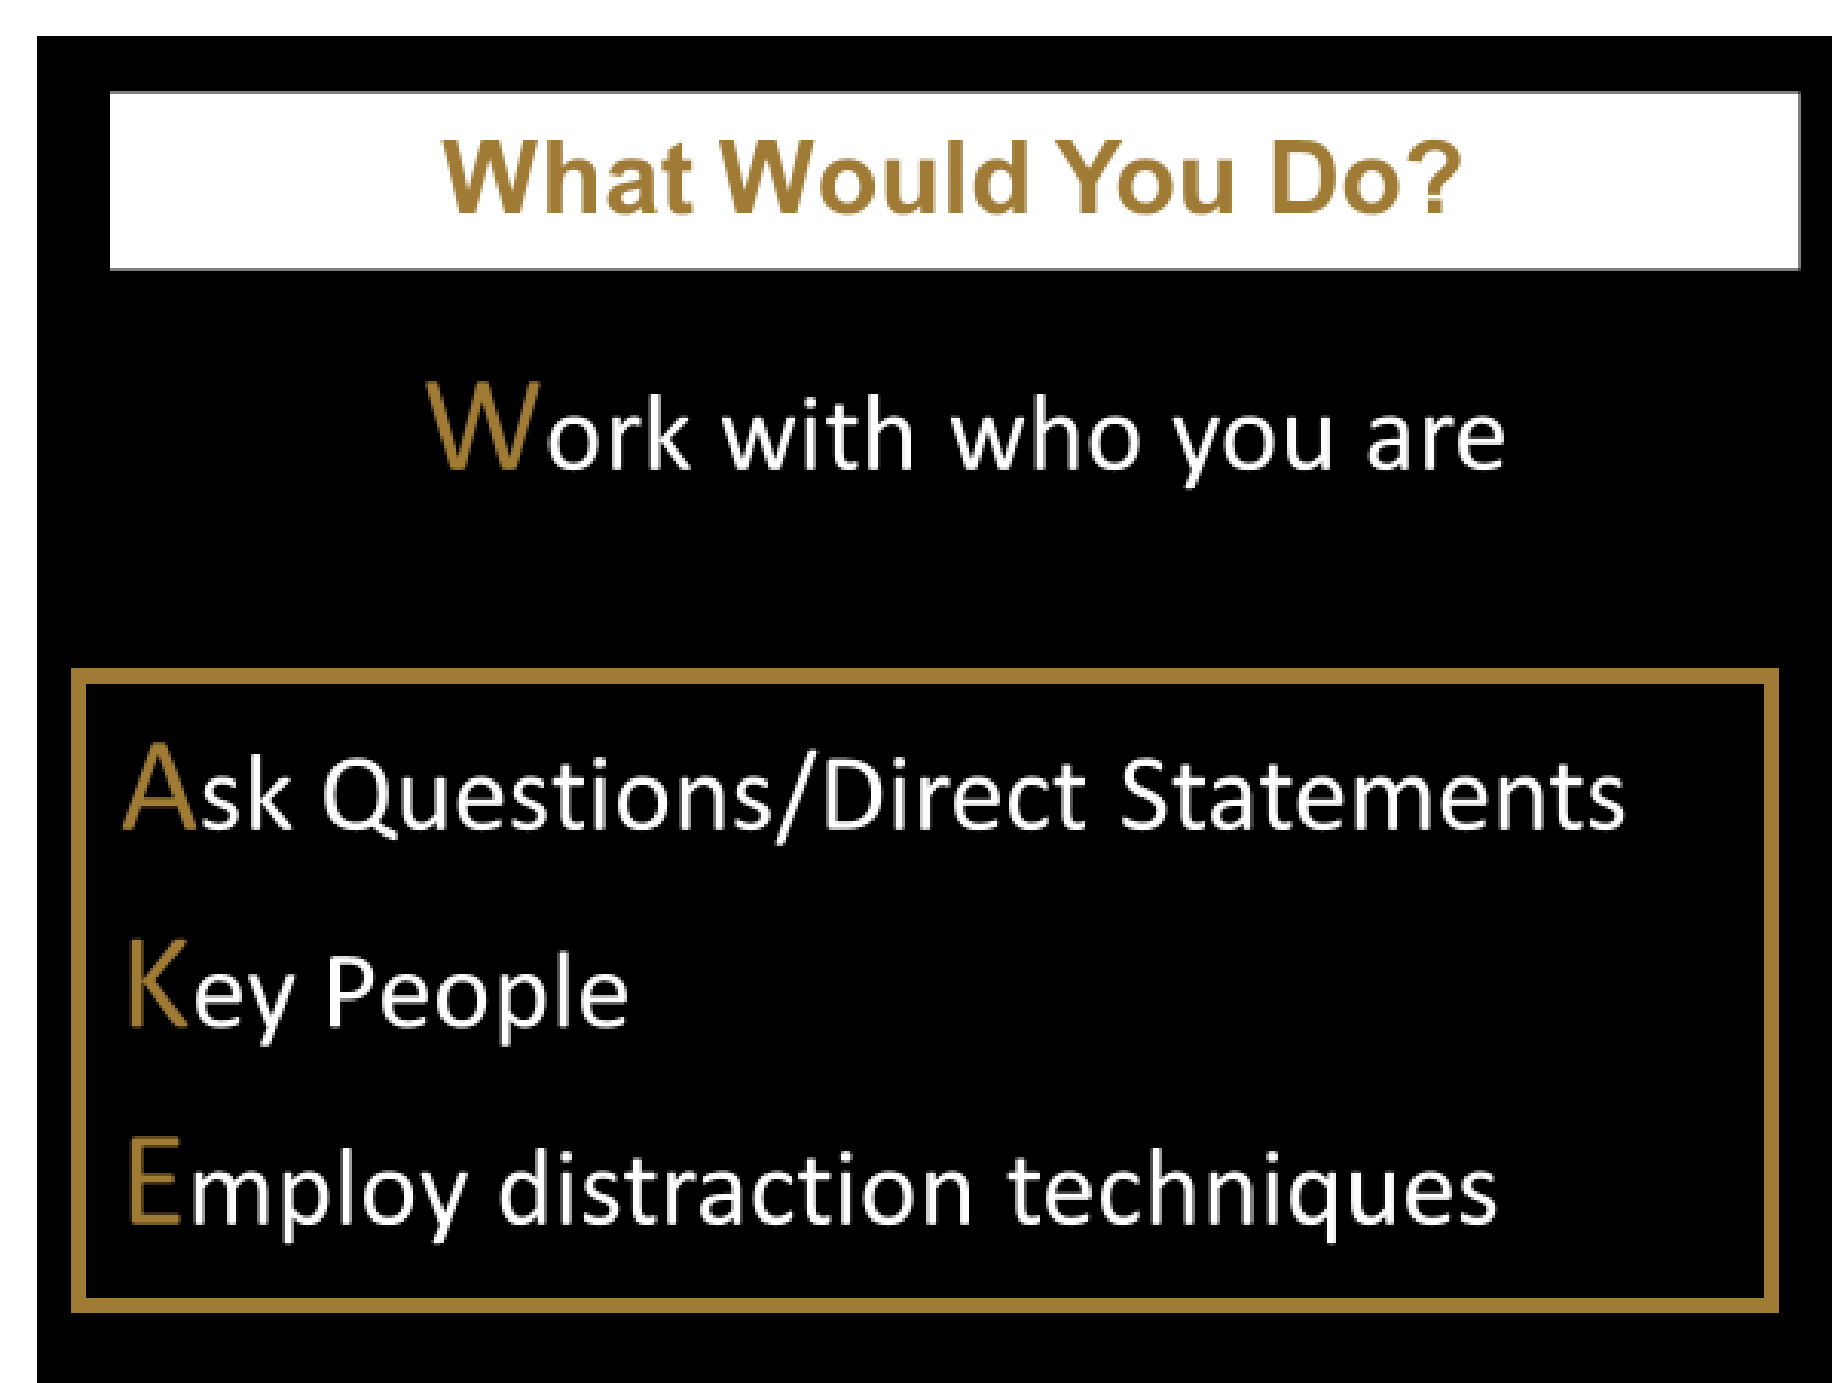 What Would You Do?
Work with who you are
Ask Questions/Direct Statements
Key People
Employ distraction techniques